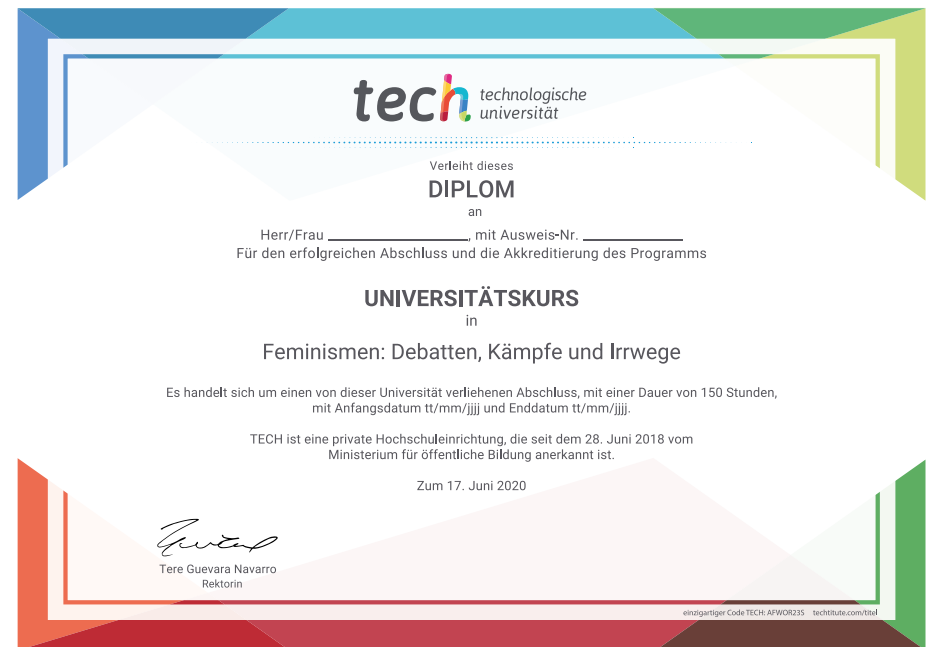 tech technologische
universität
Verleiht dieses
DIPLOM
an
Herr/Frau ____________, mit Ausweis-Nr. _________
Für den erfolgreichen Abschluss und die Akkreditierung des Programms
UNIVERSITÄTSKURS
in
Feminismen: Debatten, Kämpfe und Irrwege
Es handelt sich um einen von dieser Universität verliehenen Abschluss, mit einer Dauer von 150 Stunden,
mit Anfangsdatum tt/mm/jjjj und Enddatum tt/mm/jjjj.
TECH ist eine private Hochschuleinrichtung, die seit dem 28. Juni 2018 vom
Ministerium für öffentliche Bildung anerkannt ist.
Zum 17. Juni 2020
Tere Guevara Navarro
Rektorin
einzigartiger Code TECH: AFWOR235 techtitute.com/titel